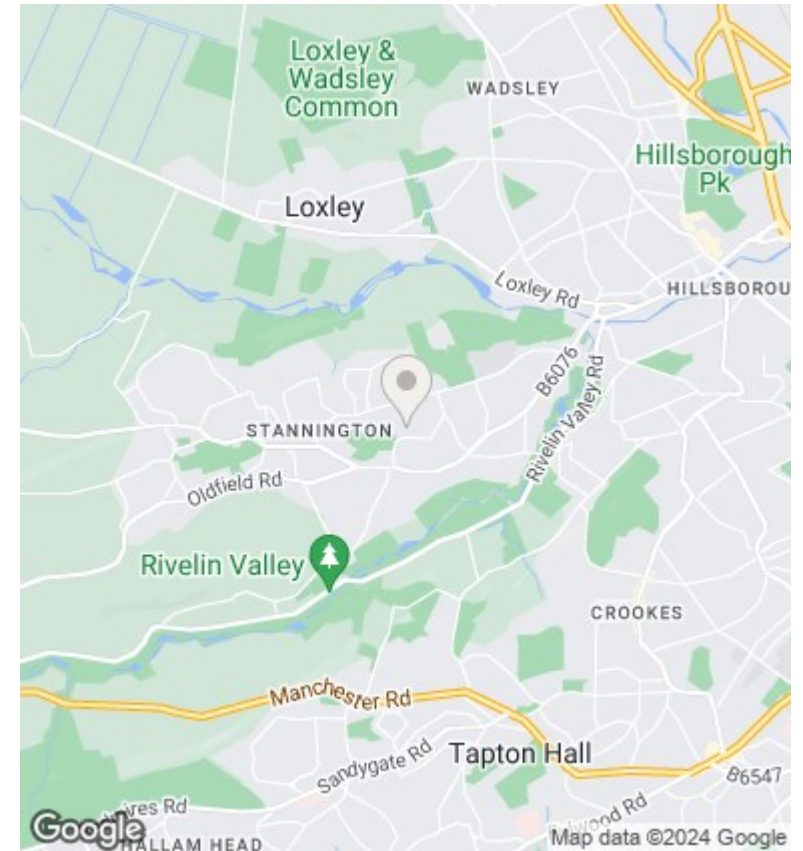 Loxley &
Wadsley
Common
WADSLEY
Hillsborough
Pk
Loxley
Loxley Rd
HILLSBOROU
B6076
Rivelin Valley Rd
STANNINGTON
Oldfield Rd
Rivelin Valley
CROOKES
Manchester Rd
Tapton Hall
Sandygate Rd
B6547
Rd
Google
HALLAM HEAD
Map data ©2024 Google